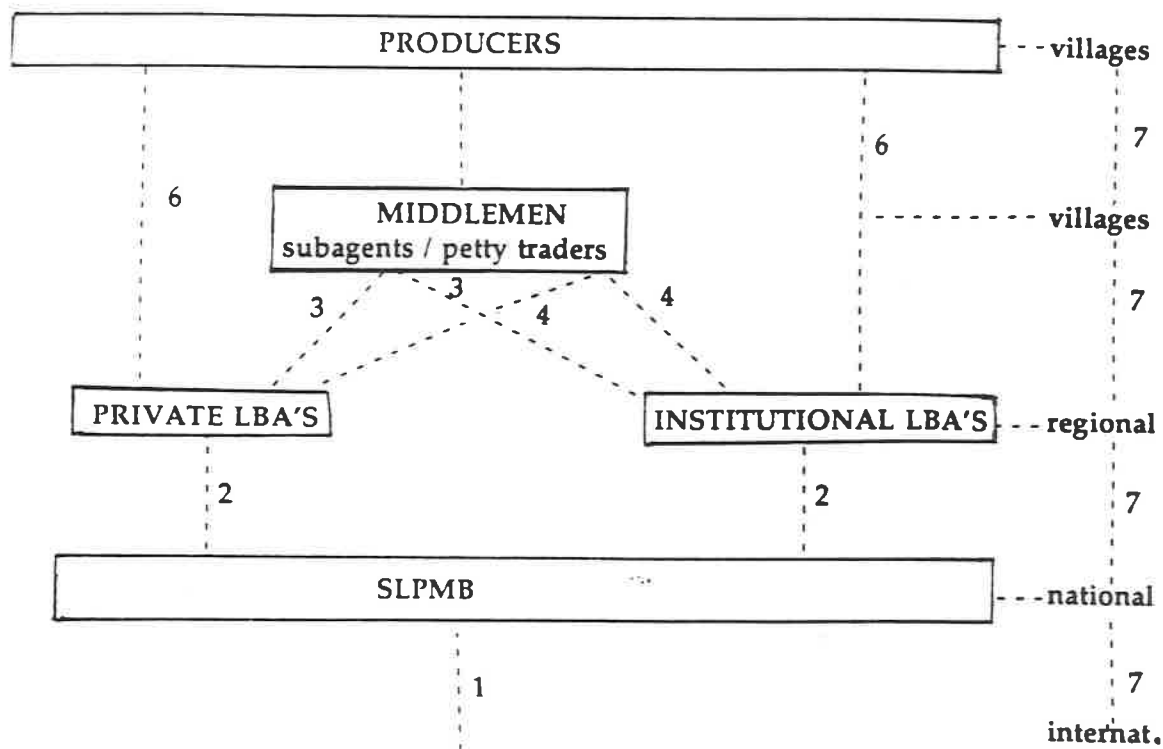 PRODUCERS
villages
7
6
6
MIDDLEMEN
subagents / petty traders
villages
3
3
4
4
7
PRIVATE LBA'S
INSTITUTIONAL LBA'S
regional
2
2
7
SLPMB
national
1
7
internat.